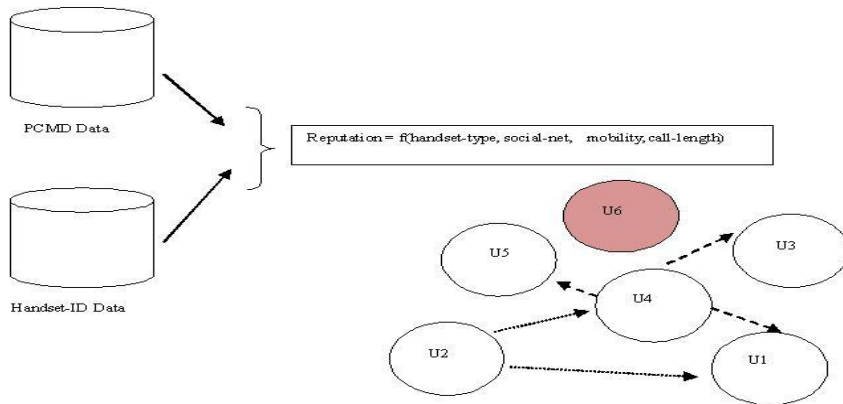 PCMD Data
Reputation = f(handset-type, social-net, mobility, call-length)
Handset-ID Data
U6
U5
U3
U4
U2
U1